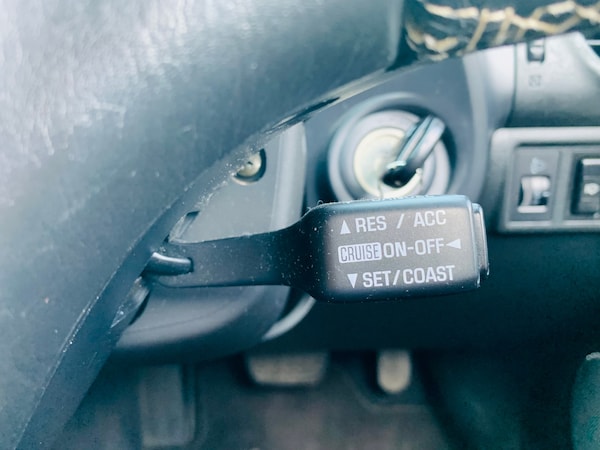 ▲ RES / ACC
CRUISE ON-OFF ◄
▼ SET/COAST